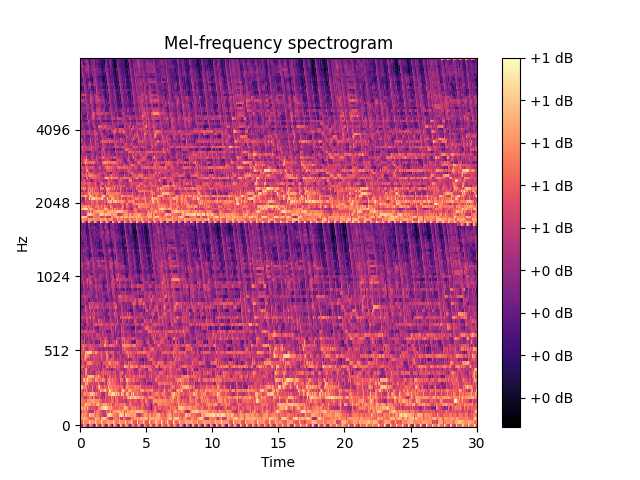 Mel-frequency spectrogram
Hz
4096
2048
1024
512
0
0 5 10 15 20 25 30
Time
+1 dB
+1 dB
+1 dB
+1 dB
+1 dB
+0 dB
+0 dB
+0 dB
+0 dB